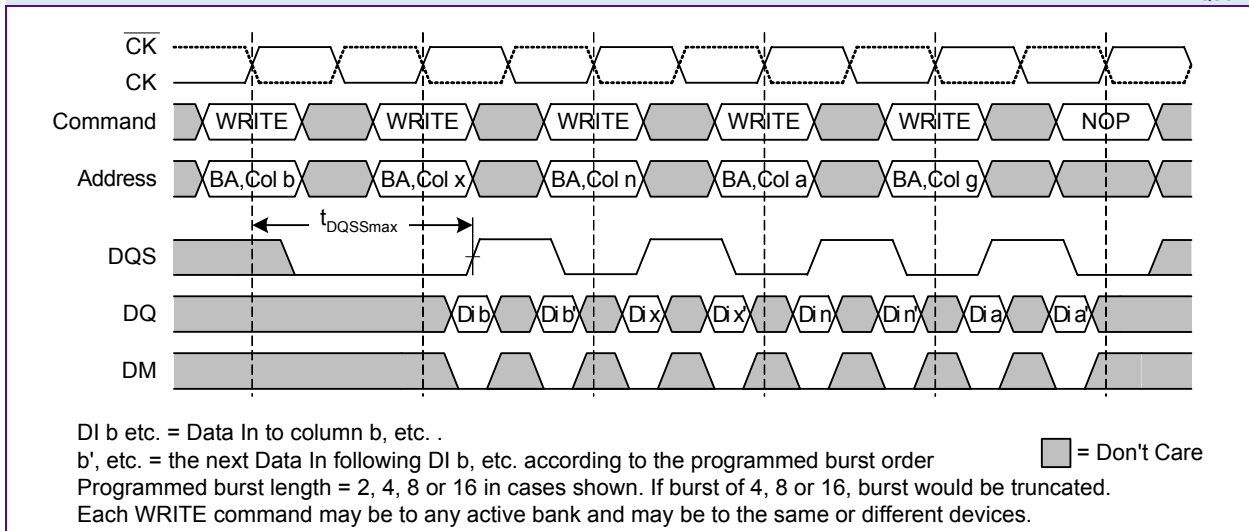 CK
CK
Command WRITE WRITE WRITE WRITE WRITE NOP
Address BA,Col b BA,Col x BA,Col n BA,Col a BA,Col g
tDQSSmax
DQS
DQ Di b Di b' Di x Di x' Di n Di n' Di a Di a'
DM
DI b etc. = Data In to column b, etc. .
b', etc. = the next Data In following DI b, etc. according to the programmed burst order
= Don't Care
Programmed burst length = 2, 4, 8 or 16 in cases shown. If burst of 4, 8 or 16, burst would be truncated.
Each WRITE command may be to any active bank and may be to the same or different devices.